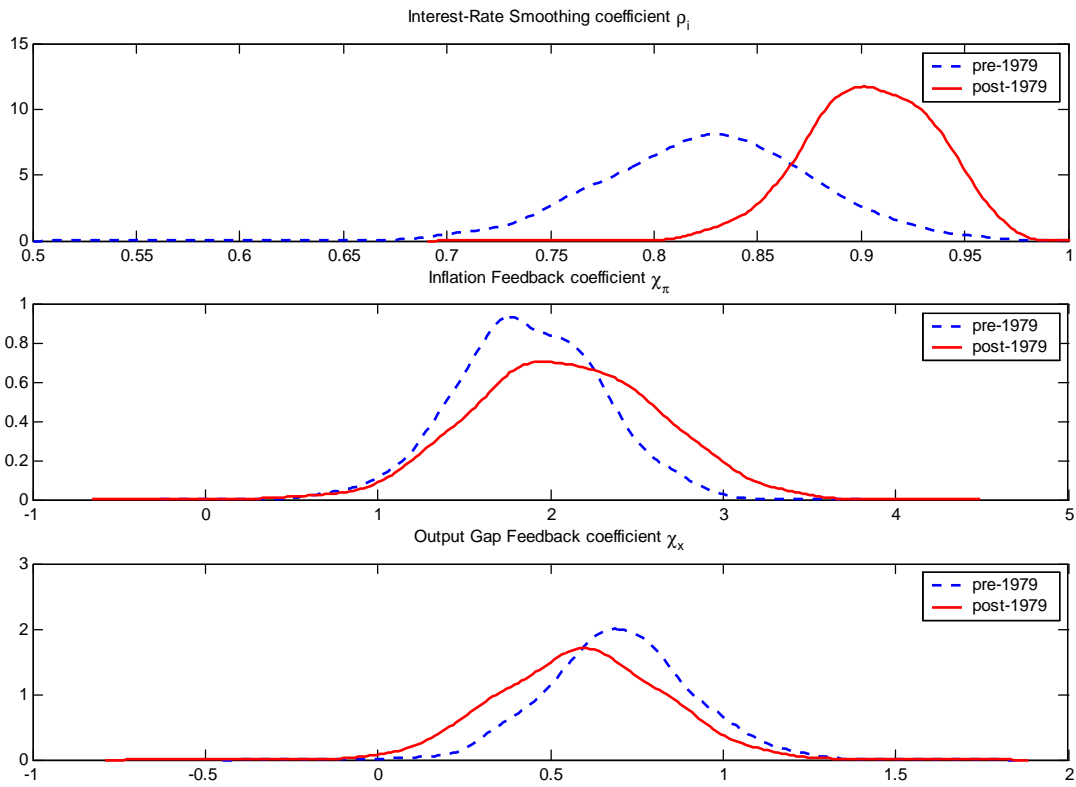 Interest-Rate Smoothing coefficient ρi
15
10
5
0
pre-1979
post-1979
0.5 0.55 0.6 0.65 0.7 0.75 0.8 0.85 0.9 0.95 1
Inflation Feedback coefficient χπ
1
0.8
0.6
0.4
0.2
0
pre-1979
post-1979
-1 0 1 2 3 4 5
Output Gap Feedback coefficient χx
3
2
1
0
pre-1979
post-1979
-1 -0.5 0 0.5 1 1.5 2